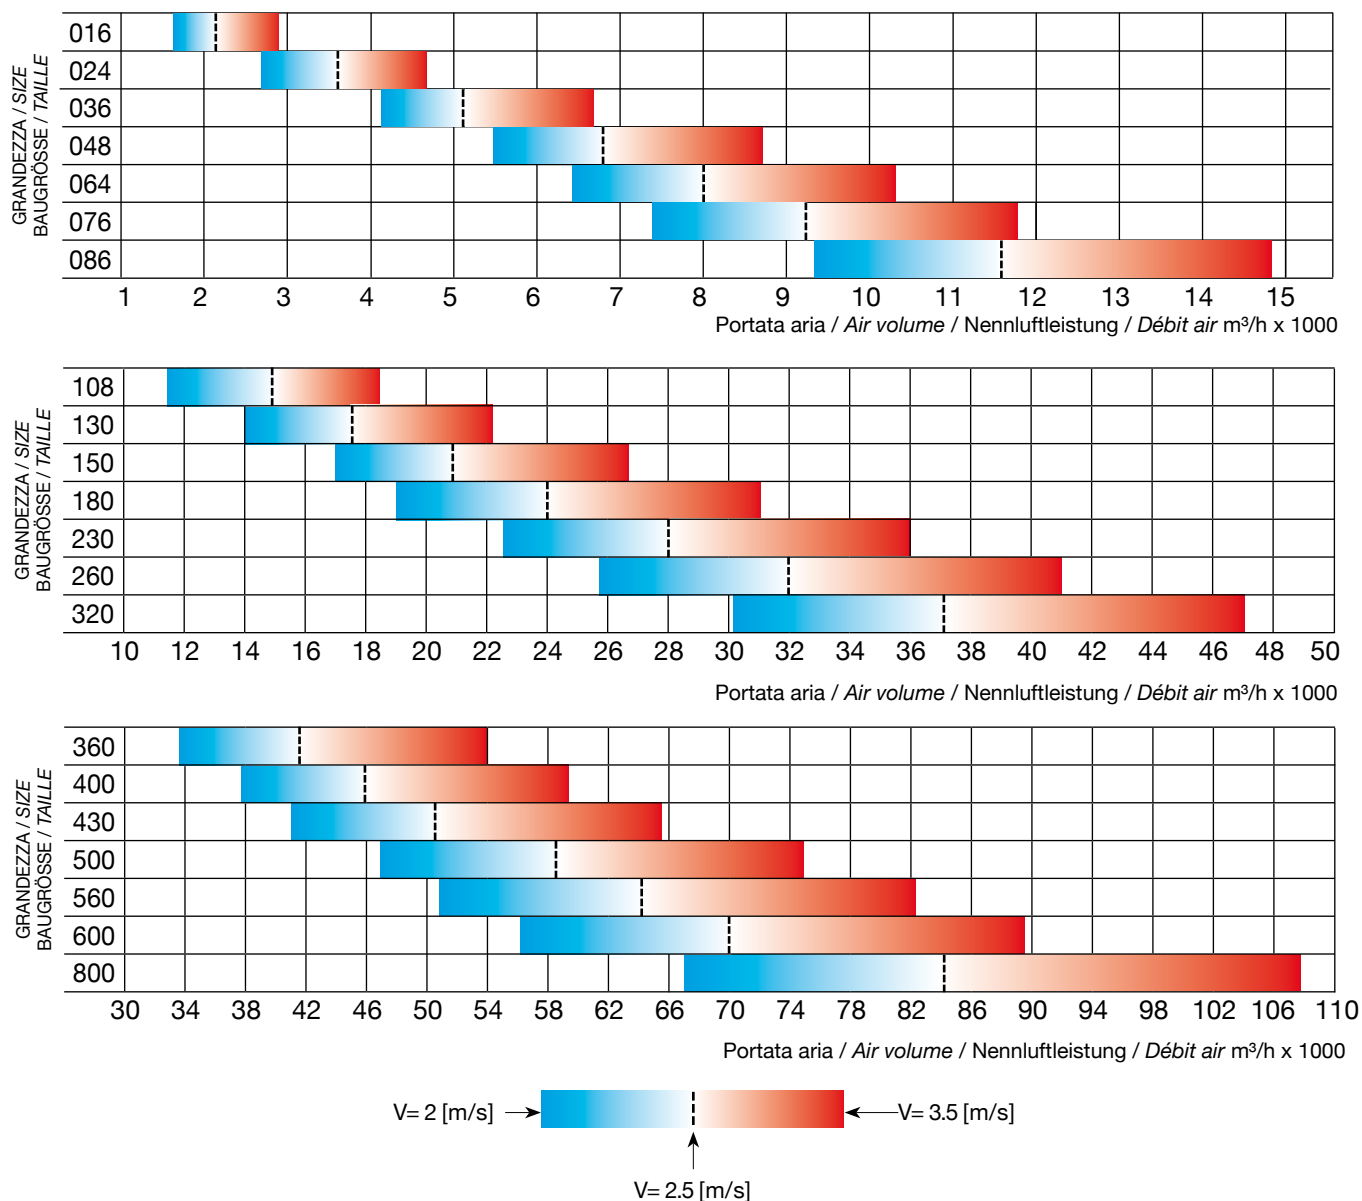 GRANDEZZA / SIZE
BAUGRÖSSE / TAILLE
016
024
036
048
064
076
086
1 2 3 4 5 6 7 8 9 10 11 12 13 14 15
Portata aria / Air volume / Nennluftleistung / Débit air m³/h x 1000
GRANDEZZA / SIZE
BAUGRÖSSE / TAILLE
108
130
150
180
230
260
320
10 12 14 16 18 20 22 24 26 28 30 32 34 36 38 40 42 44 46 48 50
Portata aria / Air volume / Nennluftleistung / Débit air m³/h x 1000
GRANDEZZA / SIZE
BAUGRÖSSE / TAILLE
360
400
430
500
560
600
800
30 34 38 42 46 50 54 58 62 66 70 74 78 82 86 90 94 98 102 106 110
Portata aria / Air volume / Nennluftleistung / Débit air m³/h x 1000
V= 2 [m/s]
V= 3.5 [m/s]
V= 2.5 [m/s]